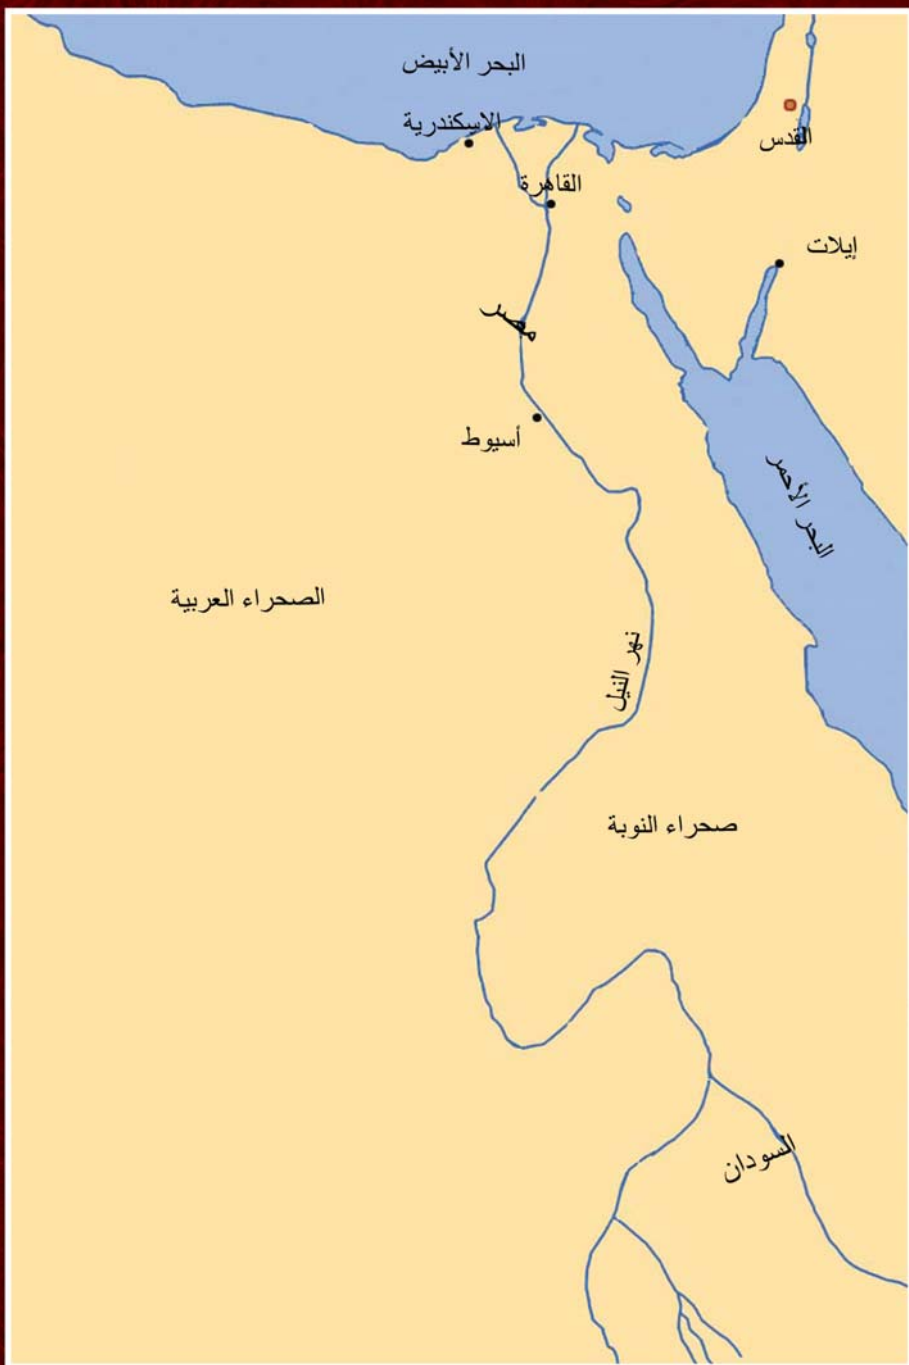 البحر الأبيض
الاسكندرية
القدس
القاهرة
إيلات
مصر
أسيوط
البحر الأحمر
الصحراء العربية
نهر النيل
صحراء النوبة
السودان